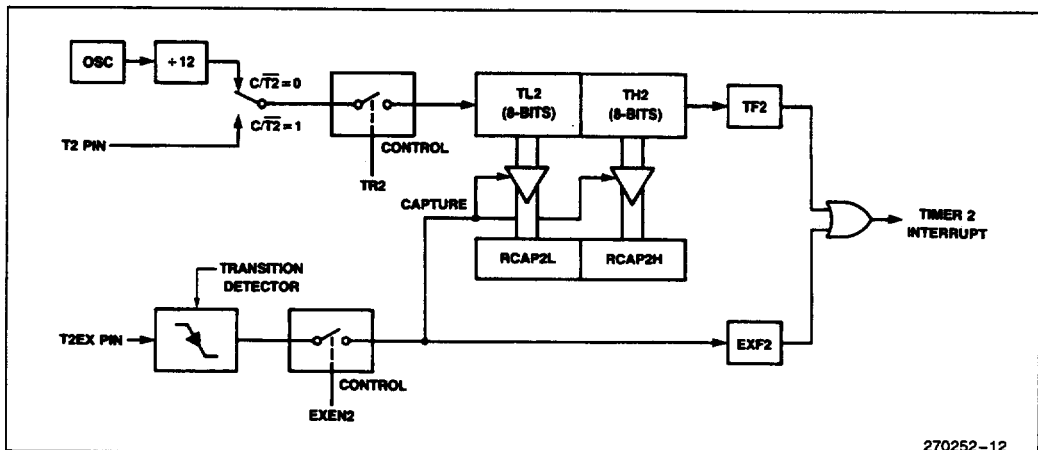 OSC
÷12
C/T2̅ = 0
C/T2̅ = 1
T2 PIN
CONTROL
TR2
TL2
(8-BITS)
TH2
(8-BITS)
TF2
CAPTURE
RCAP2L
RCAP2H
TIMER 2
INTERRUPT
TRANSITION
DETECTOR
T2EX PIN
CONTROL
EXEN2
EXF2
270252-12